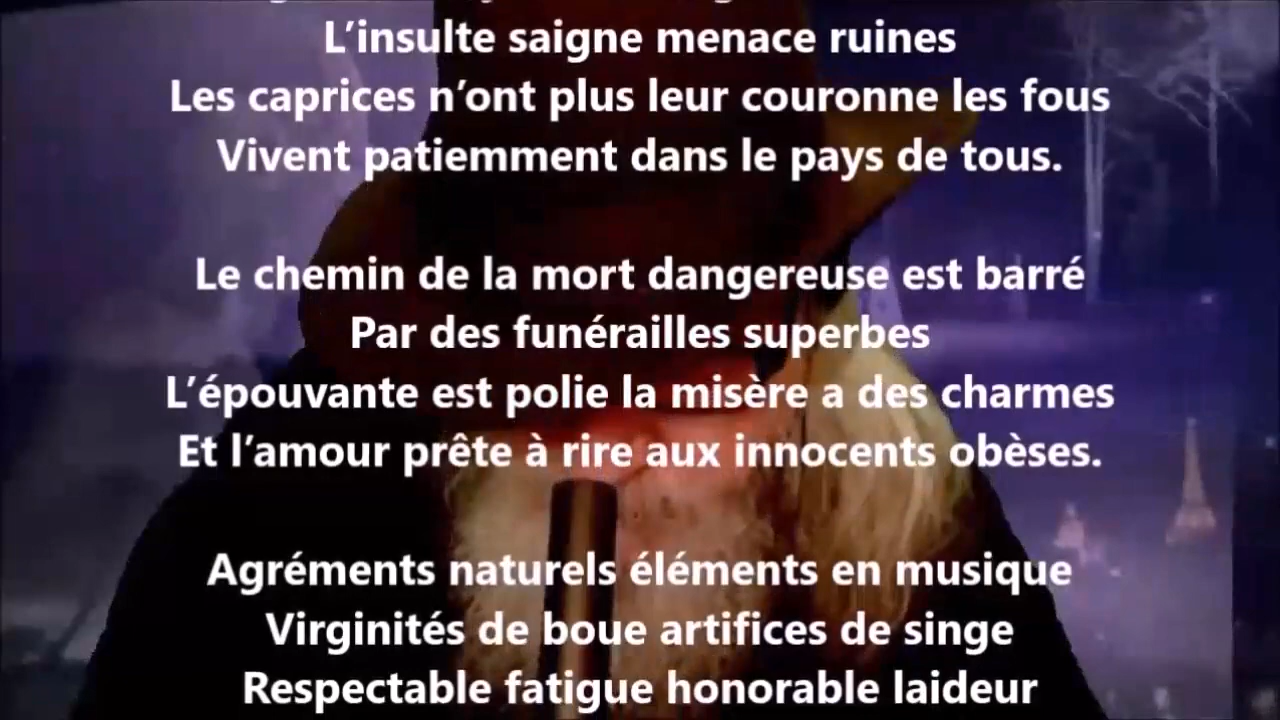 L’insulte saigne menace ruines
Les caprices n’ont plus leur couronne les fous
Vivent patiemment dans le pays de tous.
Le chemin de la mort dangereuse est barré
Par des funérailles superbes
L’épouvante est polie la misère a des charmes
Et l’amour prête à rire aux innocents obèses.
Agréments naturels éléments en musique
Virginités de boue artifices de singe
Respectable fatigue honorable laideur